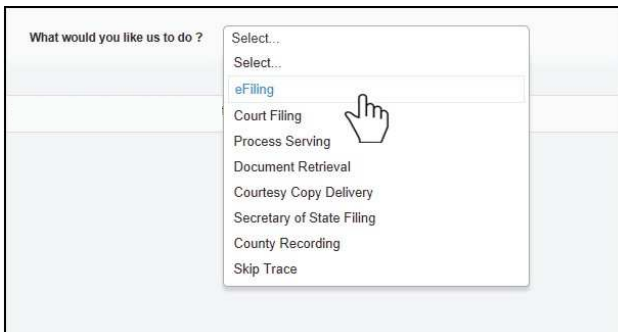 What would you like us to do ? Select...
Select...
eFiling
Court Filing
Process Serving
Document Retrieval
Courtesy Copy Delivery
Secretary of State Filing
County Recording
Skip Trace